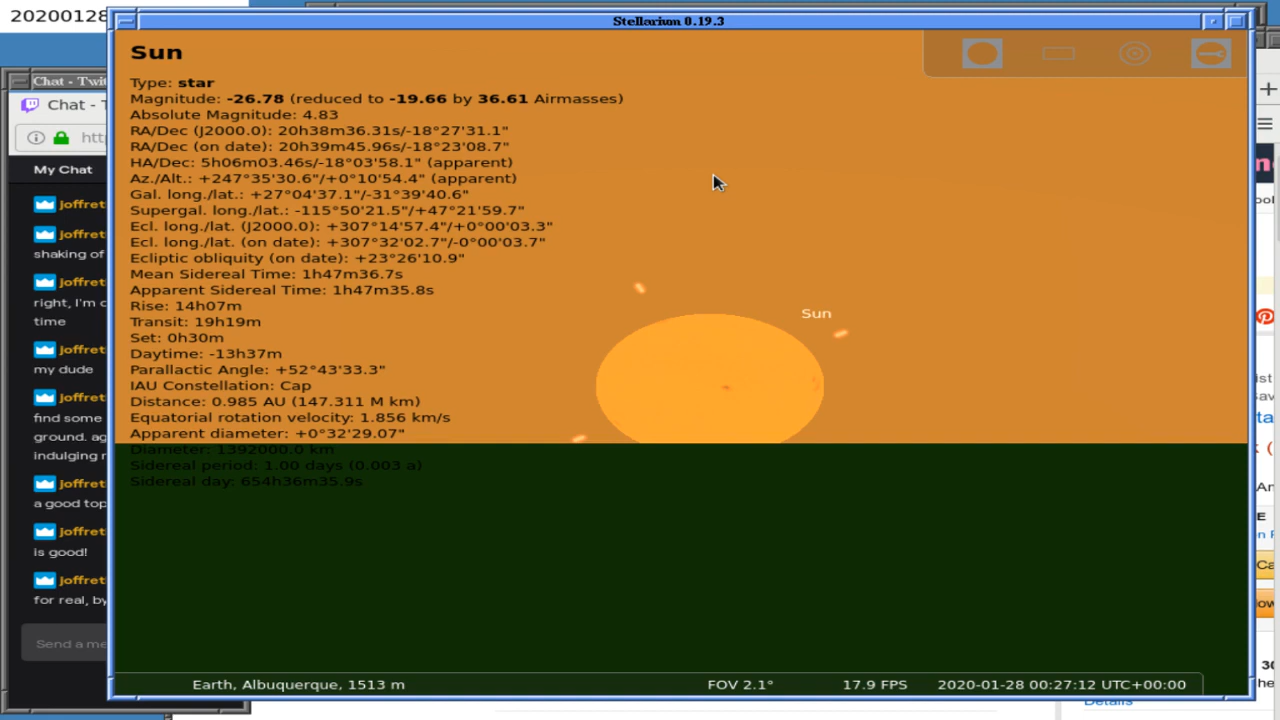 20200128
Stellarium 0.19.3
Chat - Twit
Chat - T
http
My Chat
Joffret
Joffret
shaking of
Joffret
right, I'm c
time
Joffret
my dude
Joffret
find some
ground. ag
indulging r
Joffret
a good top
Joffret
is good!
Joffret
for real, by
Send a me
Sun
Type: star
Magnitude: -26.78 (reduced to -19.66 by 36.61 Airmasses)
Absolute Magnitude: 4.83
RA/Dec (J2000.0): 20h38m36.31s/-18°27'31.1"
RA/Dec (on date): 20h39m45.96s/-18°23'08.7"
HA/Dec: 5h06m03.46s/-18°03'58.1" (apparent)
Az./Alt.: +247°35'30.6"/+0°10'54.4" (apparent)
Gal. long./lat.: +27°04'37.1"/-31°39'40.6"
Supergal. long./lat.: -115°50'21.5"/+47°21'59.7"
Ecl. long./lat. (J2000.0): +307°14'57.4"/+0°00'03.3"
Ecl. long./lat. (on date): +307°32'02.7"/-0°00'03.7"
Ecliptic obliquity (on date): +23°26'10.9"
Mean Sidereal Time: 1h47m36.7s
Apparent Sidereal Time: 1h47m35.8s
Rise: 14h07m
Transit: 19h19m
Set: 0h30m
Daytime: -13h37m
Parallactic Angle: +52°43'33.3"
IAU Constellation: Cap
Distance: 0.985 AU (147.311 M km)
Equatorial rotation velocity: 1.856 km/s
Apparent diameter: +0°32'29.07"
Diameter: 1392000.0 km
Sidereal period: 1.00 days (0.003 a)
Sidereal day: 654h36m35.9s
Sun
Earth, Albuquerque, 1513 m
FOV 2.1°
17.9 FPS
2020-01-28 00:27:12 UTC+00:00
Details